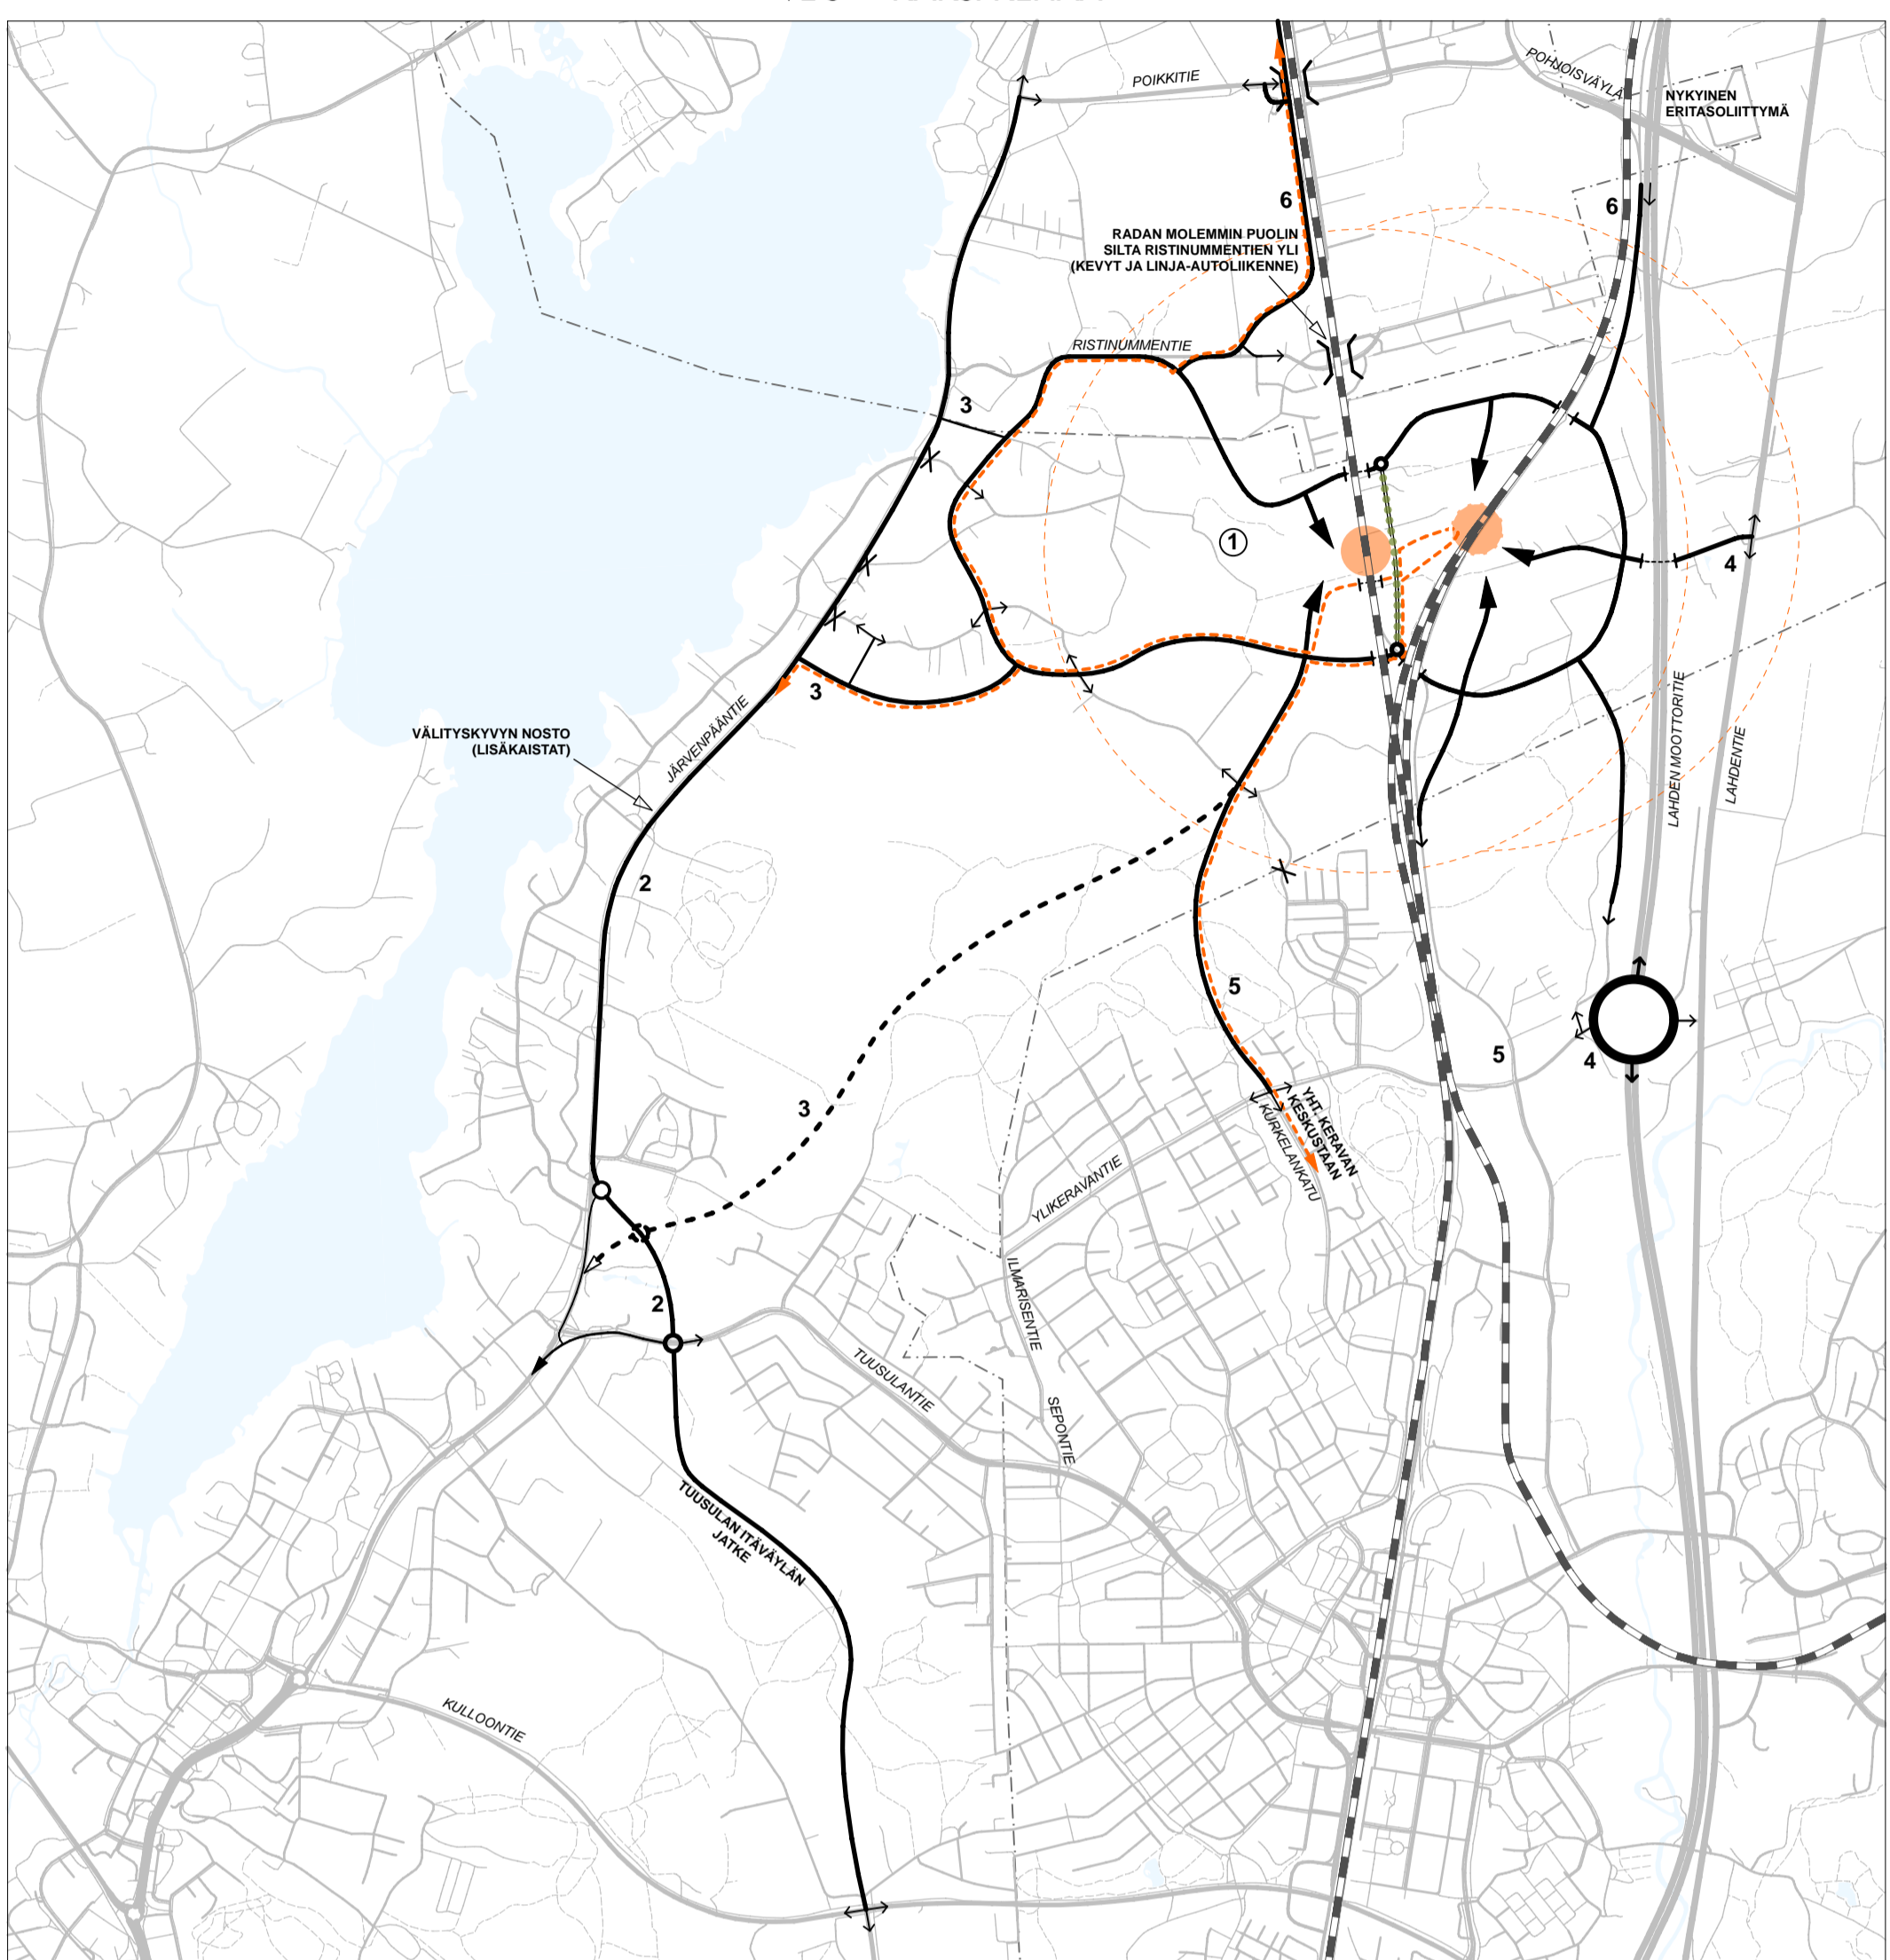 POIKKITIE
POHJOISVÄYLÄ
NYKYINEN
ERITASOLIITTYMÄ
6
6
RADAN MOLEMMIN PUOLIN
SILTA RISTINUMMENTIEN YLI
(KEVYT JA LINJA-AUTOLIIKENNE)
RISTINUMMENTIE
3
1
4
3
JÄRVENPÄÄNTIE
VÄLITYSKYVYN NOSTO
(LISÄKAISTAT)
LAHDEN MOOTTORITIE
LAHDENTIE
2
5
5
4
3
YHT. KERAVAN
KESKUSTAAN
KURKELANKATU
YLIKERAVANTIE
ILMARISENTIE
2
TUUSULANTIE
SEPONTIE
TUUSULAN ITÄVÄYLÄN
JATKE
KULLOONTIE